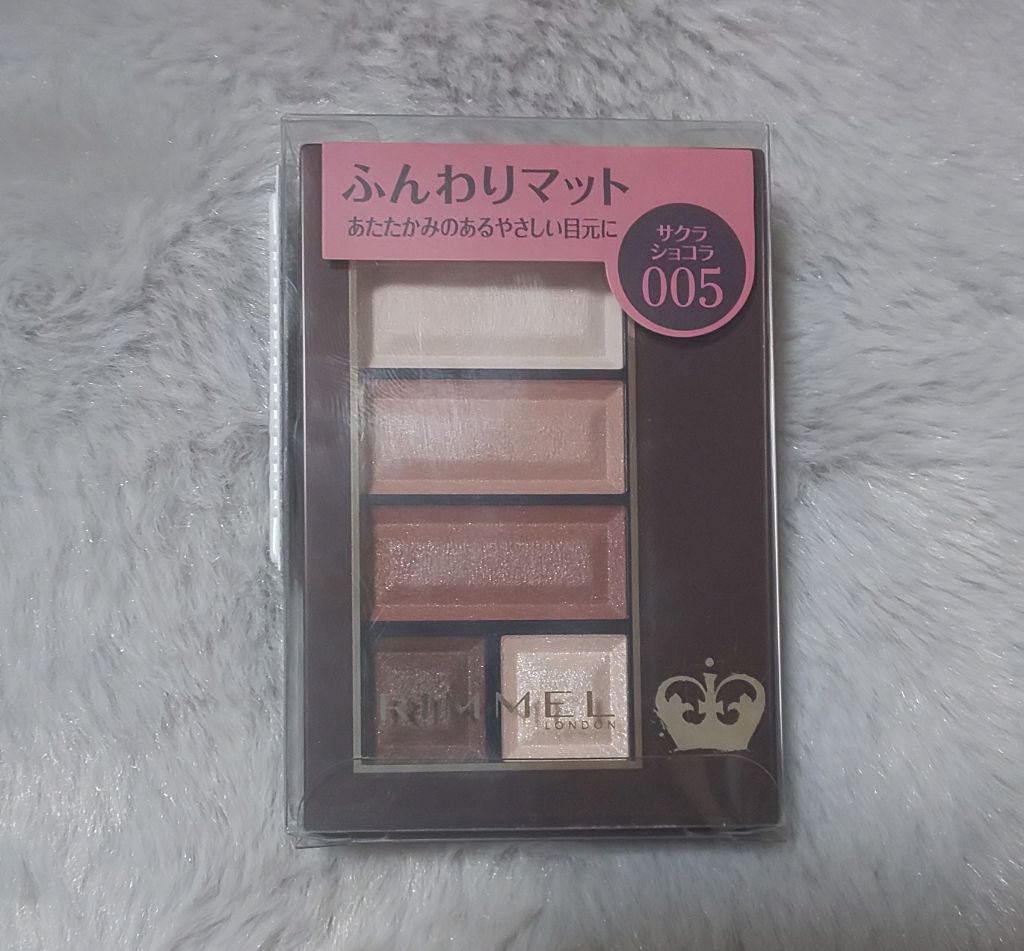 ふんわりマット
あたたかみのあるやさしい目元に
サクラ
ショコラ
005
RIMMEL
LONDON